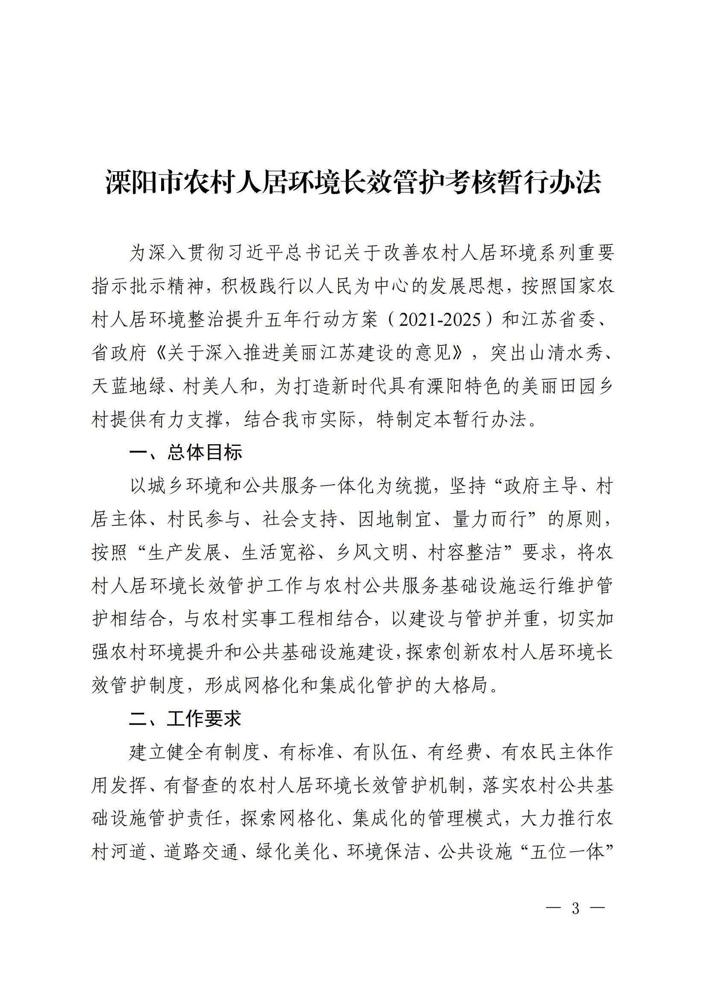 溧阳市农村人居环境长效管护考核暂行办法
为深入贯彻习近平总书记关于改善农村人居环境系列重要
指示批示精神，积极践行以人民为中心的发展思想，按照国家农
村人居环境整治提升五年行动方案（2021-2025）和江苏省委、
省政府《关于深入推进美丽江苏建设的意见》，突出山清水秀、
天蓝地绿、村美人和，为打造新时代具有溧阳特色的美丽田园乡
村提供有力支撑，结合我市实际，特制定本暂行办法。
一、总体目标
以城乡环境和公共服务一体化为统揽，坚持“政府主导、村
居主体、村民参与、社会支持、因地制宜、量力而行”的原则，
按照“生产发展、生活宽裕、乡风文明、村容整洁”要求，将农
村人居环境长效管护工作与农村公共服务基础设施运行维护管
护相结合，与农村实事工程相结合，以建设与管护并重，切实加
强农村环境提升和公共基础设施建设，探索创新农村人居环境长
效管护制度，形成网格化和集成化管护的大格局。
二、工作要求
建立健全有制度、有标准、有队伍、有经费、有农民主体作
用发挥、有督查的农村人居环境长效管护机制，落实农村公共基
础设施管护责任，探索网格化、集成化的管理模式，大力推行农
村河道、道路交通、绿化美化、环境保洁、公共设施“五位一体”
— 3 —